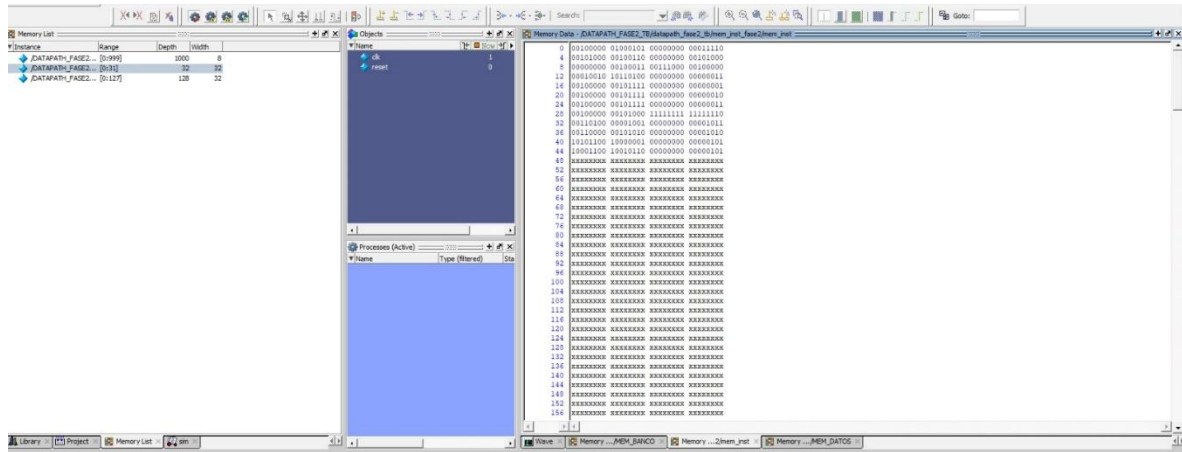 Search:
Goto:
Memory List
Instance Range Depth Width
/DATAPATH_FASE2... [0:999] 1000 8
/DATAPATH_FASE2... [0:31] 32 32
/DATAPATH_FASE2... [0:127] 128 32
Library Project Memory List sim
Objects
Name Now
clk 1
reset 0
Processes (Active)
Name Type (filtered) Sta
Memory Data - /DATAPATH_FASE2_TB/datapath_fase2_tb/mem_inst_fase2/mem_inst
0 00100000 01000101 00000000 00011110
4 00101000 00100110 00000000 00101000
8 00000000 00100011 00111000 00100000
12 00010010 10110100 00000000 00000011
16 00100000 00101111 00000000 00000001
20 00100000 00101111 00000000 00000010
24 00100000 00101111 00000000 00000011
28 00100000 00101000 11111111 11111110
32 00110100 00001001 00000000 00001011
36 00110000 00101010 00000000 00001010
40 10101100 10000001 00000000 00000101
44 10001100 10010110 00000000 00000101
48 xxxxxxxx xxxxxxxx xxxxxxxx xxxxxxxx
52 xxxxxxxx xxxxxxxx xxxxxxxx xxxxxxxx
56 xxxxxxxx xxxxxxxx xxxxxxxx xxxxxxxx
60 xxxxxxxx xxxxxxxx xxxxxxxx xxxxxxxx
64 xxxxxxxx xxxxxxxx xxxxxxxx xxxxxxxx
68 xxxxxxxx xxxxxxxx xxxxxxxx xxxxxxxx
72 xxxxxxxx xxxxxxxx xxxxxxxx xxxxxxxx
76 xxxxxxxx xxxxxxxx xxxxxxxx xxxxxxxx
80 xxxxxxxx xxxxxxxx xxxxxxxx xxxxxxxx
84 xxxxxxxx xxxxxxxx xxxxxxxx xxxxxxxx
88 xxxxxxxx xxxxxxxx xxxxxxxx xxxxxxxx
92 xxxxxxxx xxxxxxxx xxxxxxxx xxxxxxxx
96 xxxxxxxx xxxxxxxx xxxxxxxx xxxxxxxx
100 xxxxxxxx xxxxxxxx xxxxxxxx xxxxxxxx
104 xxxxxxxx xxxxxxxx xxxxxxxx xxxxxxxx
108 xxxxxxxx xxxxxxxx xxxxxxxx xxxxxxxx
112 xxxxxxxx xxxxxxxx xxxxxxxx xxxxxxxx
116 xxxxxxxx xxxxxxxx xxxxxxxx xxxxxxxx
120 xxxxxxxx xxxxxxxx xxxxxxxx xxxxxxxx
124 xxxxxxxx xxxxxxxx xxxxxxxx xxxxxxxx
128 xxxxxxxx xxxxxxxx xxxxxxxx xxxxxxxx
132 xxxxxxxx xxxxxxxx xxxxxxxx xxxxxxxx
136 xxxxxxxx xxxxxxxx xxxxxxxx xxxxxxxx
140 xxxxxxxx xxxxxxxx xxxxxxxx xxxxxxxx
144 xxxxxxxx xxxxxxxx xxxxxxxx xxxxxxxx
148 xxxxxxxx xxxxxxxx xxxxxxxx xxxxxxxx
152 xxxxxxxx xxxxxxxx xxxxxxxx xxxxxxxx
156 xxxxxxxx xxxxxxxx xxxxxxxx xxxxxxxx
Wave Memory .../MEM_BANCO Memory ...2/mem_inst Memory .../MEM_DATOS